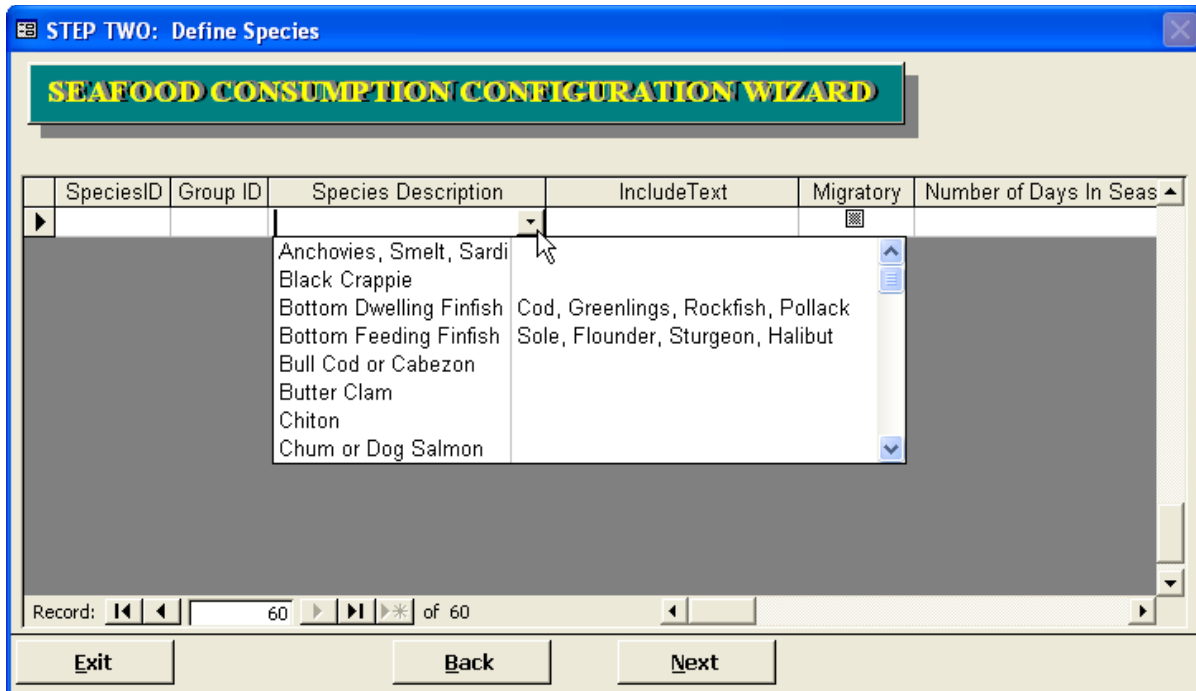 STEP TWO: Define Species
SEAFOOD CONSUMPTION CONFIGURATION WIZARD
SpeciesID Group ID Species Description IncludeText Migratory Number of Days In Seas
Anchovies, Smelt, Sardi
Black Crappie
Bottom Dwelling Finfish Cod, Greenlings, Rockfish, Pollack
Bottom Feeding Finfish Sole, Flounder, Sturgeon, Halibut
Bull Cod or Cabezon
Butter Clam
Chiton
Chum or Dog Salmon
Record: 60 of 60
Exit Back Next